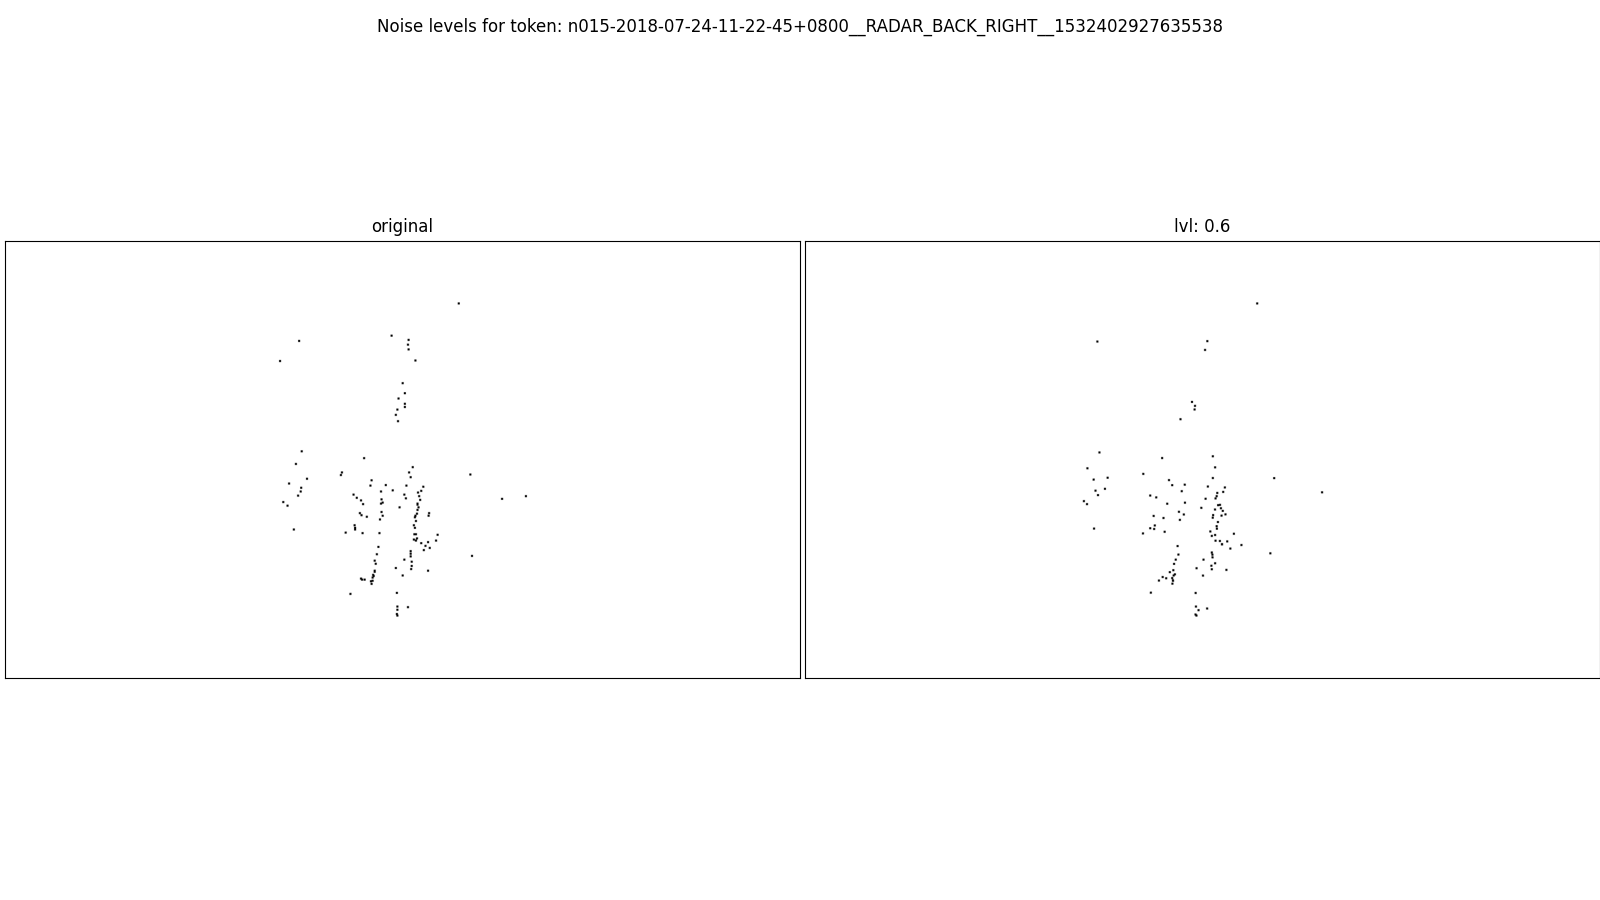 Noise levels for token: n015-2018-07-24-11-22-45+0800__RADAR_BACK_RIGHT__1532402927635538
original
lvl: 0.6